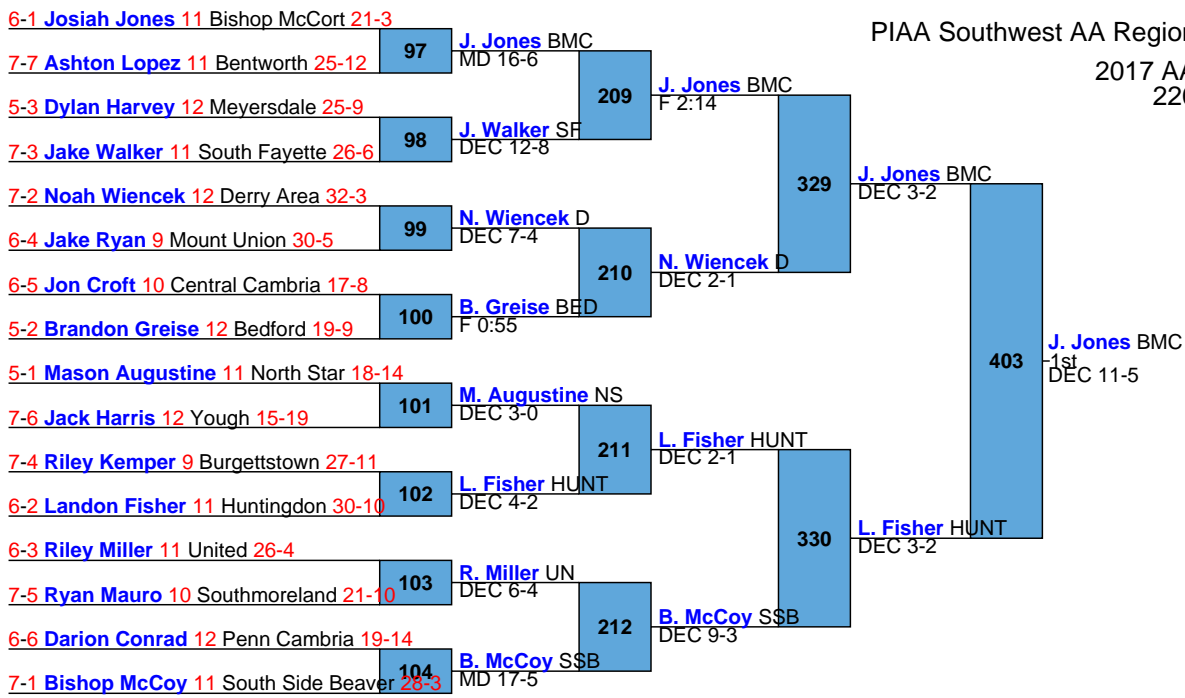 PIAA Southwest AA Region
2017 AA
220
6-1 Josiah Jones 11 Bishop McCort 21-3
7-7 Ashton Lopez 11 Bentworth 25-12
5-3 Dylan Harvey 12 Meyersdale 25-9
7-3 Jake Walker 11 South Fayette 26-6
7-2 Noah Wiencek 12 Derry Area 32-3
6-4 Jake Ryan 9 Mount Union 30-5
6-5 Jon Croft 10 Central Cambria 17-8
5-2 Brandon Greise 12 Bedford 19-9
5-1 Mason Augustine 11 North Star 18-14
7-6 Jack Harris 12 Yough 15-19
7-4 Riley Kemper 9 Burgettstown 27-11
6-2 Landon Fisher 11 Huntingdon 30-10
6-3 Riley Miller 11 United 26-4
7-5 Ryan Mauro 10 Southmoreland 21-10
6-6 Darion Conrad 12 Penn Cambria 19-14
7-1 Bishop McCoy 11 South Side Beaver 28-3
97
98
99
100
101
102
103
104
J. Jones BMC
MD 16-6
J. Walker SF
DEC 12-8
N. Wiencek D
DEC 7-4
B. Greise BED
F 0:55
M. Augustine NS
DEC 3-0
L. Fisher HUNT
DEC 4-2
R. Miller UN
DEC 6-4
B. McCoy SSB
MD 17-5
209
210
211
212
J. Jones BMC
F 2:14
N. Wiencek D
DEC 2-1
L. Fisher HUNT
DEC 2-1
B. McCoy SSB
DEC 9-3
329
330
J. Jones BMC
DEC 3-2
L. Fisher HUNT
DEC 3-2
403
J. Jones BMC
1st
DEC 11-5